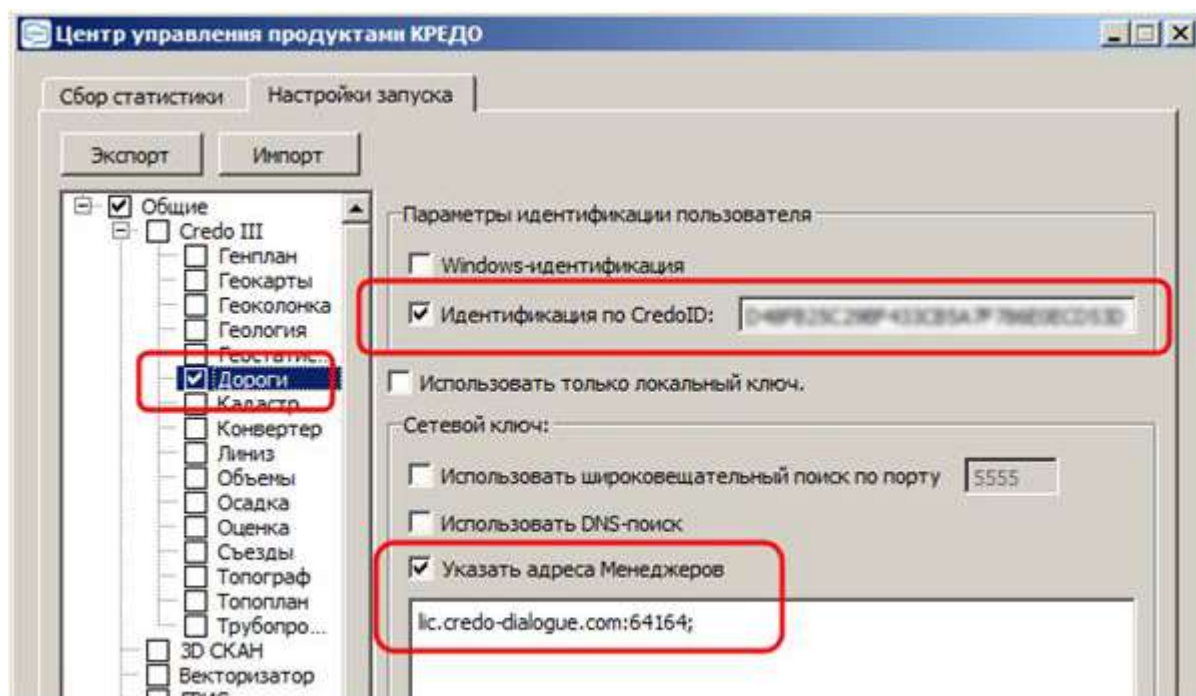 Центр управления продуктами КРЕДО
Сбор статистики
Настройки запуска
Экспорт
Импорт
Общие
Credo III
Генплан
Геокарты
Геоколонка
Геология
Геостатис...
Дороги
Кадастр
Конвертер
Линиз
Объемы
Осадка
Оценка
Съезды
Топограф
Топоплан
Трубопро...
3D СКАН
Векторизатор
Параметры идентификации пользователя
Windows-идентификация
Идентификация по CredoID:
Использовать только локальный ключ.
Сетевой ключ:
Использовать широковещательный поиск по порту
5555
Использовать DNS-поиск
Указать адреса Менеджеров
lic.credo-dialogue.com:64164;